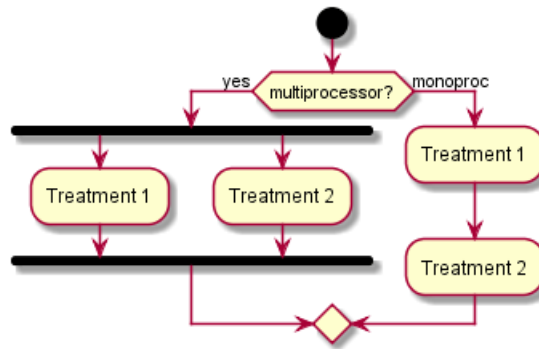 yes
multiprocessor?
monoproc
Treatment 1
Treatment 2
Treatment 1
Treatment 2